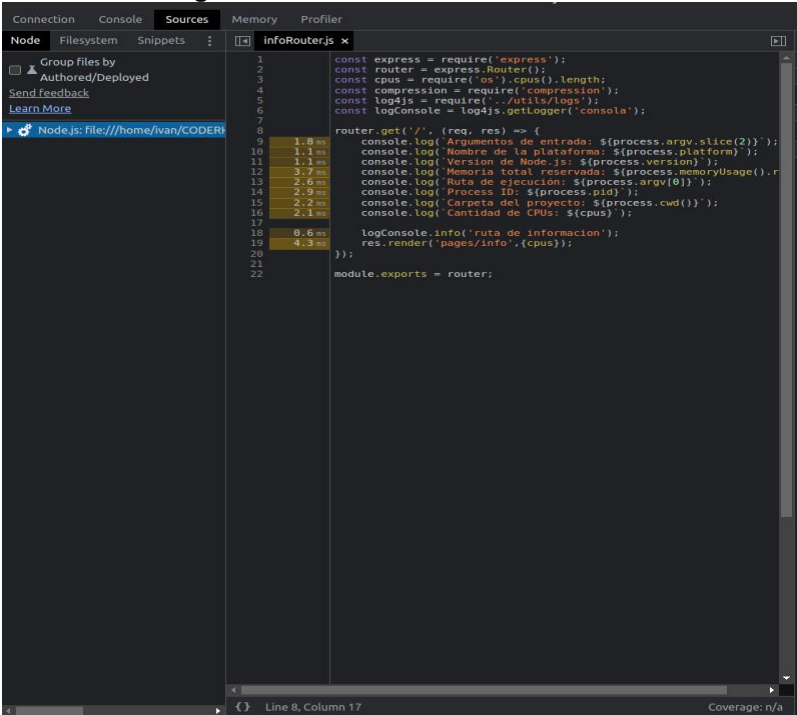 Connection Console Sources Memory Profiler
Node Filesystem Snippets infoRouter.js ×
Group files by
Authored/Deployed
Send feedback
Learn More
Node.js: file:///home/ivan/CODER
1 const express = require('express');
2 const router = express.Router();
3 const cpus = require('os').cpus().length;
4 const compression = require('compression');
5 const log4js = require('../utils/logs');
6 const logConsole = log4js.getLogger('consola');
7
8 router.get('/', (req, res) => {
9 1.8 ms console.log(`Argumentos de entrada: ${process.argv.slice(2)}`);
10 1.1 ms console.log(`Nombre de la plataforma: ${process.platform}`);
11 1.1 ms console.log(`Version de Node.js: ${process.version}`);
12 3.7 ms console.log(`Memoria total reservada: ${process.memoryUsage().r
13 2.6 ms console.log(`Ruta de ejecución: ${process.argv[0]}`);
14 2.9 ms console.log(`Process ID: ${process.pid}`);
15 2.2 ms console.log(`Carpeta del proyecto: ${process.cwd()}`);
16 2.1 ms console.log(`Cantidad de CPUs: ${cpus}`);
17
18 0.6 ms logConsole.info('ruta de informacion');
19 4.3 ms res.render('pages/info',{cpus});
20 });
21
22 module.exports = router;
{} Line 8, Column 17 Coverage: n/a